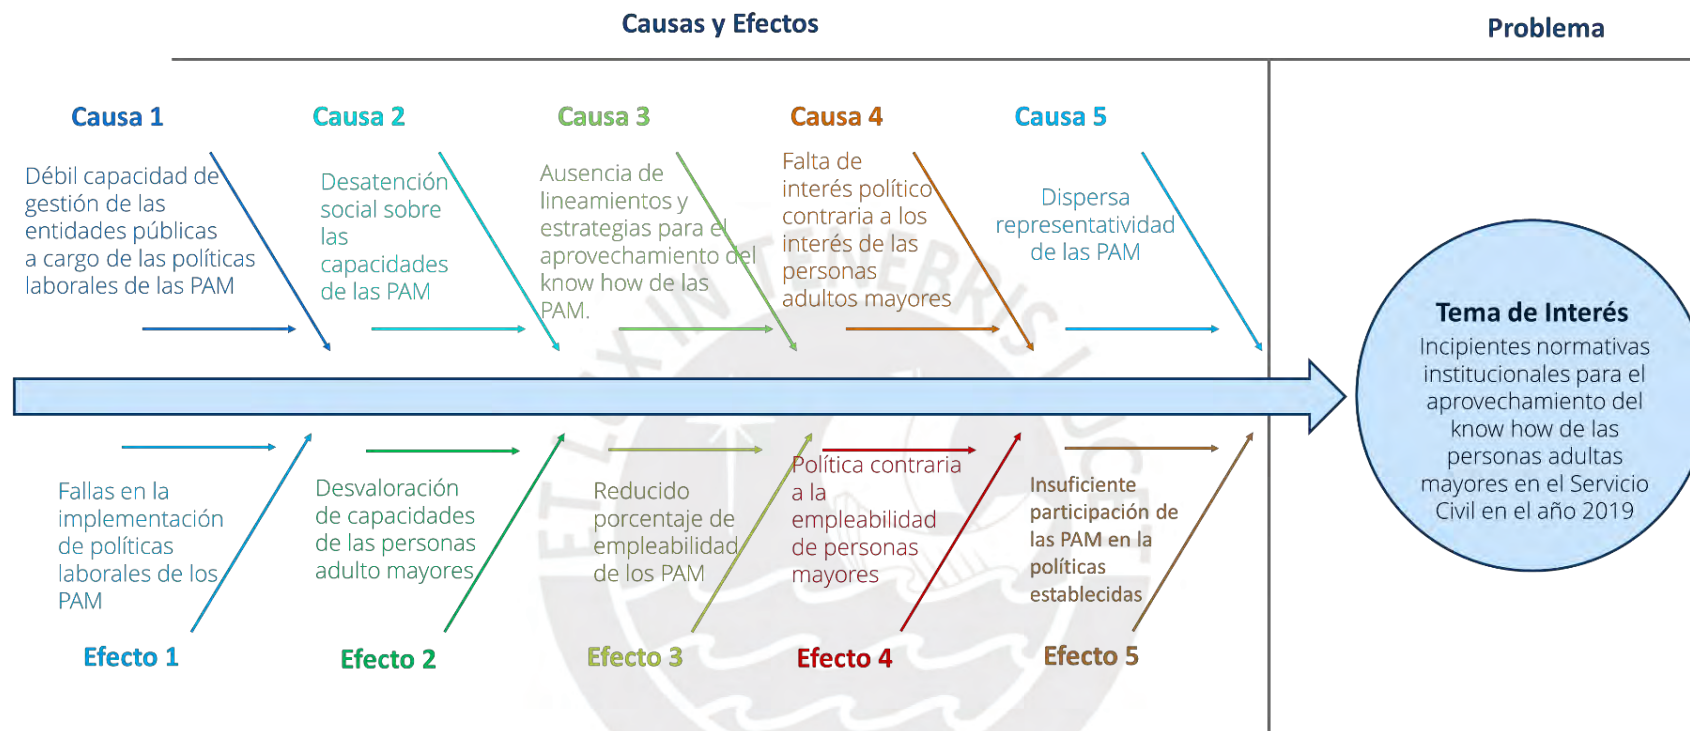 Causas y Efectos
Problema
Causa 1
Débil capacidad de
gestión de las
entidades públicas
a cargo de las políticas
laborales de las PAM
Causa 2
Desatención
social sobre
las
capacidades
de las PAM
Causa 3
Ausencia de
lineamientos y
estrategias para el
aprovechamiento del
know how de las
PAM.
Causa 4
Falta de
interés político
contraria a los
interés de las
personas
adultos mayores
Causa 5
Dispersa
representatividad
de las PAM
Tema de Interés
Incipientes normativas
institucionales para el
aprovechamiento del
know how de las
personas adultas
mayores en el Servicio
Civil en el año 2019
Fallas en la
implementación
de políticas
laborales de los
PAM
Efecto 1
Desvaloración
de capacidades
de las personas
adulto mayores
Efecto 2
Reducido
porcentaje de
empleabilidad
de los PAM
Efecto 3
Política contraria
a la
empleabilidad
de personas
mayores
Efecto 4
Insuficiente
participación de
las PAM en la
políticas
establecidas
Efecto 5
ET LUX IN TENEBRIS LUCET